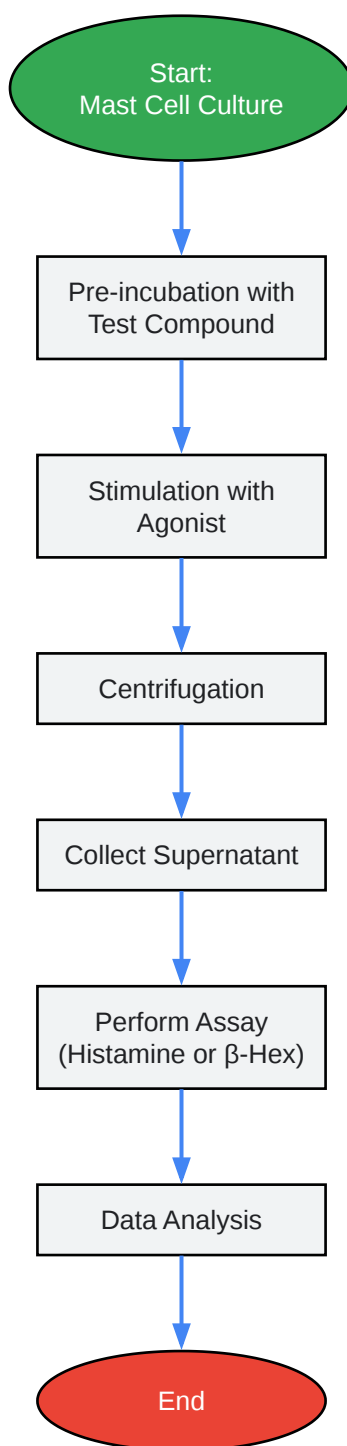 Start:
Mast Cell Culture
Pre-incubation with
Test Compound
Stimulation with
Agonist
Centrifugation
Collect Supernatant
Perform Assay
(Histamine or β-Hex)
Data Analysis
End